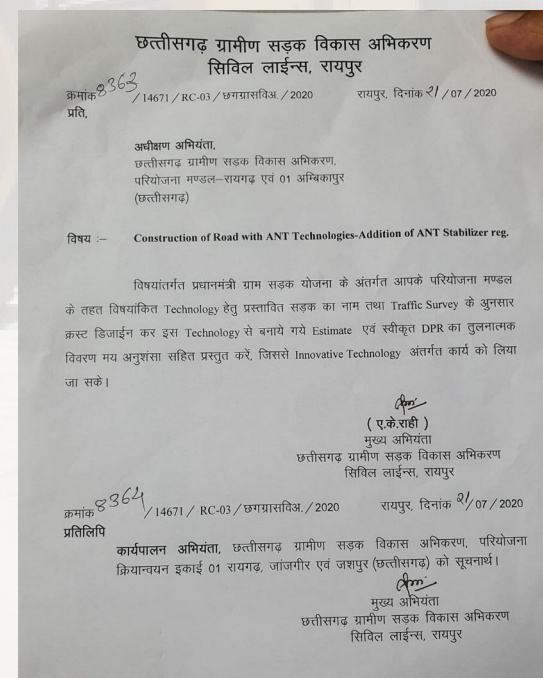 छत्तीसगढ़ ग्रामीण सड़क विकास अभिकरण
सिविल लाईन्स, रायपुर
क्रमांक 8363 /14671 / RC-03 / छगग्रासविअ. / 2020 रायपुर, दिनांक 21 / 07 / 2020
प्रति,
अधीक्षण अभियंता,
छत्तीसगढ़ ग्रामीण सड़क विकास अभिकरण,
परियोजना मण्डल–रायगढ़ एवं 01 अम्बिकापुर
(छत्तीसगढ़)
विषय :– Construction of Road with ANT Technologies-Addition of ANT Stabilizer reg.
विषयांतर्गत प्रधानमंत्री ग्राम सड़क योजना के अंतर्गत आपके परियोजना मण्डल
के तहत विषयांकित Technology हेतु प्रस्तावित सड़क का नाम तथा Traffic Survey के अुनसार
क्रस्ट डिजाईन कर इस Technology से बनाये गये Estimate एवं स्वीकृत DPR का तुलनात्मक
विवरण मय अनुशंसा सहित प्रस्तुत करें, जिससे Innovative Technology अंतर्गत कार्य को लिया
जा सके।
( ए.के.राही )
मुख्य अभियंता
छत्तीसगढ़ ग्रामीण सड़क विकास अभिकरण
सिविल लाईन्स, रायपुर
क्रमांक 8364 /14671 / RC-03 / छगग्रासविअ. / 2020 रायपुर, दिनांक 21 / 07 / 2020
प्रतिलिपि
कार्यपालन अभियंता, छत्तीसगढ़ ग्रामीण सड़क विकास अभिकरण, परियोजना
क्रियान्वयन इकाई 01 रायगढ़, जांजगीर एवं जशपुर (छत्तीसगढ़) को सूचनार्थ।
मुख्य अभियंता
छत्तीसगढ़ ग्रामीण सड़क विकास अभिकरण
सिविल लाईन्स, रायपुर